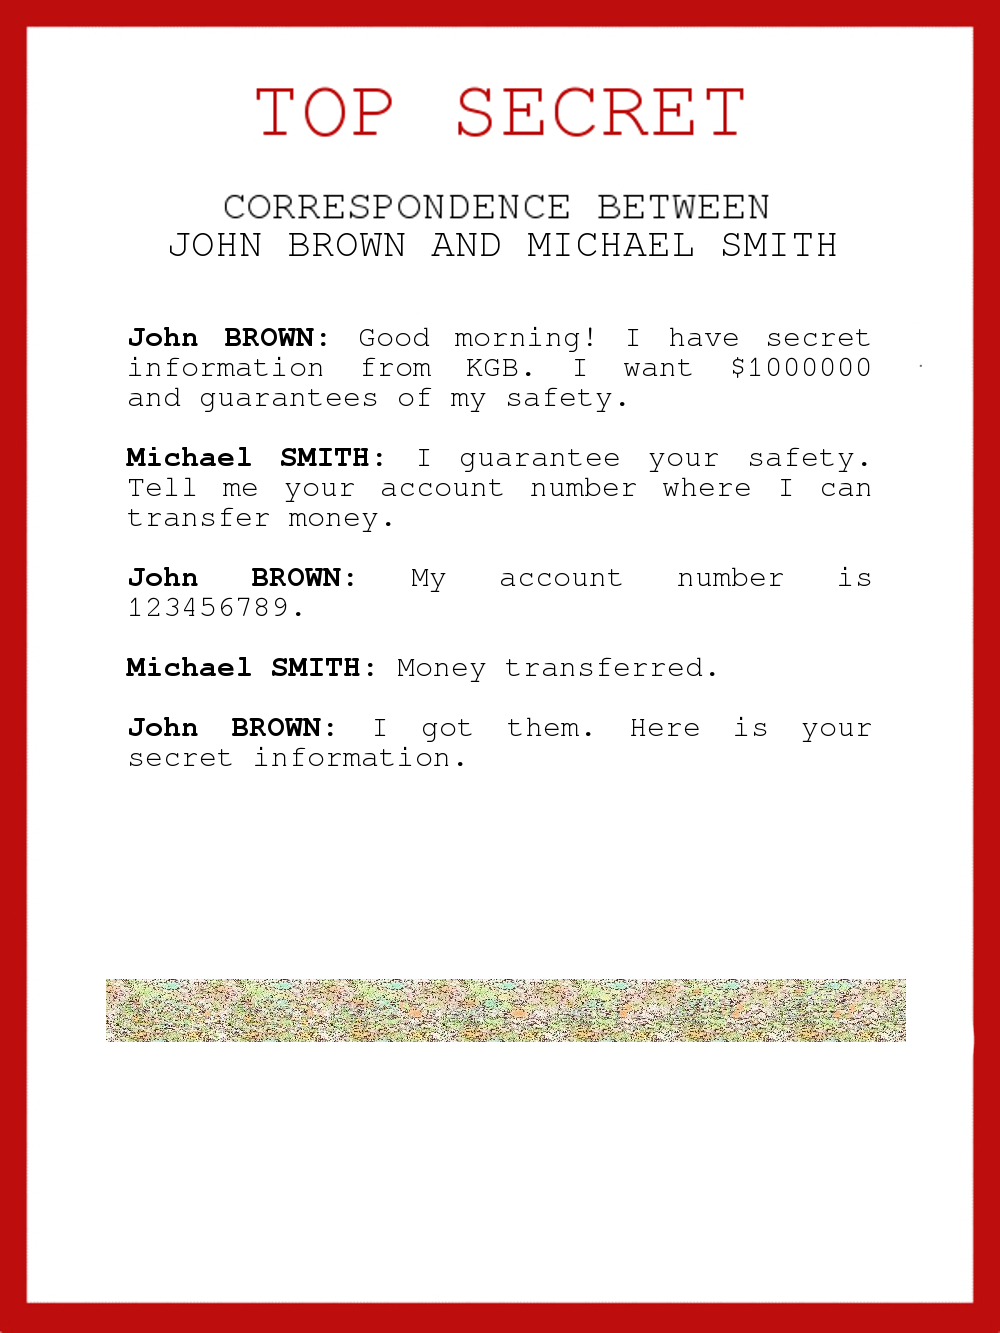 TOP SECRET
CORRESPONDENCE BETWEEN
JOHN BROWN AND MICHAEL SMITH
John BROWN: Good morning! I have secret
information from KGB. I want $1000000
and guarantees of my safety.
Michael SMITH: I guarantee your safety.
Tell me your account number where I can
transfer money.
John BROWN: My account number is
123456789.
Michael SMITH: Money transferred.
John BROWN: I got them. Here is your
secret information.